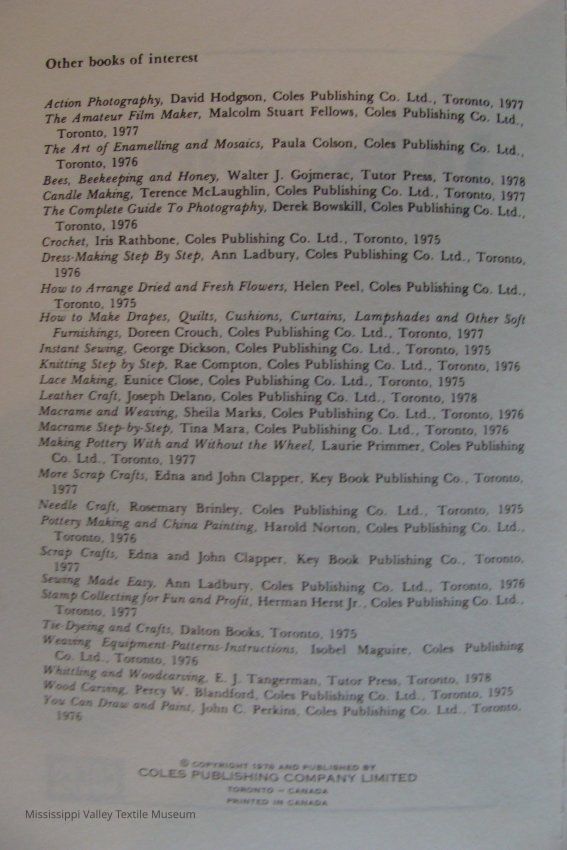 Other books of interest
Action Photography, David Hodgson, Coles Publishing Co. Ltd., Toronto, 1977
The Amateur Film Maker, Malcolm Stuart Fellows, Coles Publishing Co. Ltd.,
Toronto, 1977
The Art of Enamelling and Mosaics, Paula Colson, Coles Publishing Co. Ltd.,
Toronto, 1976
Bees, Beekeeping and Honey, Walter J. Gojmerac, Tutor Press, Toronto, 1978
Candle Making, Terence McLaughlin, Coles Publishing Co. Ltd., Toronto, 1977
The Complete Guide To Photography, Derek Bowskill, Coles Publishing Co. Ltd.,
Toronto, 1976
Crochet, Iris Rathbone, Coles Publishing Co. Ltd., Toronto, 1975
Dress-Making Step By Step, Ann Ladbury, Coles Publishing Co. Ltd., Toronto,
1976
How to Arrange Dried and Fresh Flowers, Helen Peel, Coles Publishing Co. Ltd.,
Toronto, 1975
How to Make Drapes, Quilts, Cushions, Curtains, Lampshades and Other Soft
Furnishings, Doreen Crouch, Coles Publishing Co. Ltd., Toronto, 1977
Instant Sewing, George Dickson, Coles Publishing Co. Ltd., Toronto, 1975
Knitting Step by Step, Rae Compton, Coles Publishing Co. Ltd., Toronto, 1976
Lace Making, Eunice Close, Coles Publishing Co. Ltd., Toronto, 1975
Leather Craft, Joseph Delano, Coles Publishing Co. Ltd., Toronto, 1978
Macrame and Weaving, Sheila Marks, Coles Publishing Co. Ltd., Toronto, 1976
Macrame Step-by-Step, Tina Mara, Coles Publishing Co. Ltd., Toronto, 1976
Making Pottery With and Without the Wheel, Laurie Primmer, Coles Publishing
Co. Ltd., Toronto, 1977
More Scrap Crafts, Edna and John Clapper, Key Book Publishing Co., Toronto,
1977
Needle Craft, Rosemary Brinley, Coles Publishing Co. Ltd., Toronto, 1975
Pottery Making and China Painting, Harold Norton, Coles Publishing Co. Ltd.,
Toronto, 1976
Scrap Crafts, Edna and John Clapper, Key Book Publishing Co., Toronto,
1977
Sewing Made Easy, Ann Ladbury, Coles Publishing Co. Ltd., Toronto, 1976
Stamp Collecting for Fun and Profit, Herman Herst Jr., Coles Publishing Co. Ltd.,
Toronto, 1977
Tie-Dyeing and Crafts, Dalton Books, Toronto, 1975
Weaving Equipment-Patterns-Instructions, Isobel Maguire, Coles Publishing
Co. Ltd., Toronto, 1976
Whittling and Woodcarving, E. J. Tangerman, Tutor Press, Toronto, 1978
Wood Carving, Percy W. Blandford, Coles Publishing Co. Ltd., Toronto, 1975
You Can Draw and Paint, John C. Perkins, Coles Publishing Co. Ltd., Toronto,
1976
© COPYRIGHT 1978 AND PUBLISHED BY
COLES PUBLISHING COMPANY LIMITED
TORONTO – CANADA
PRINTED IN CANADA
Mississippi Valley Textile Museum